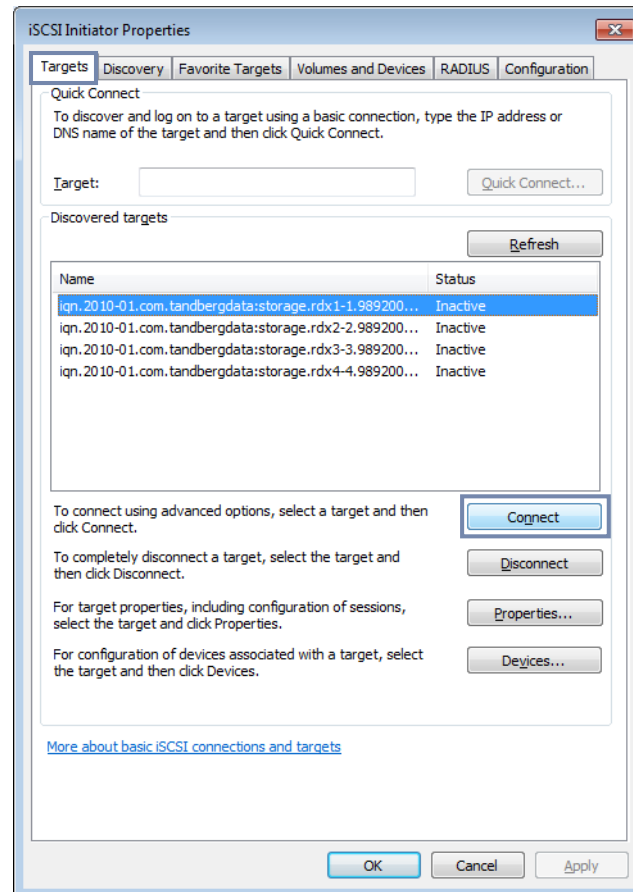 iSCSI Initiator Properties
Targets Discovery Favorite Targets Volumes and Devices RADIUS Configuration
Quick Connect
To discover and log on to a target using a basic connection, type the IP address or
DNS name of the target and then click Quick Connect.
Target: Quick Connect...
Discovered targets
Refresh
Name Status
iqn.2010-01.com.tandbergdata:storage.rdx1-1.989200... Inactive
iqn.2010-01.com.tandbergdata:storage.rdx2-2.989200... Inactive
iqn.2010-01.com.tandbergdata:storage.rdx3-3.989200... Inactive
iqn.2010-01.com.tandbergdata:storage.rdx4-4.989200... Inactive
To connect using advanced options, select a target and then
click Connect.
Connect
To completely disconnect a target, select the target and
then click Disconnect.
Disconnect
For target properties, including configuration of sessions,
select the target and click Properties.
Properties...
For configuration of devices associated with a target, select
the target and then click Devices.
Devices...
More about basic iSCSI connections and targets
OK Cancel Apply